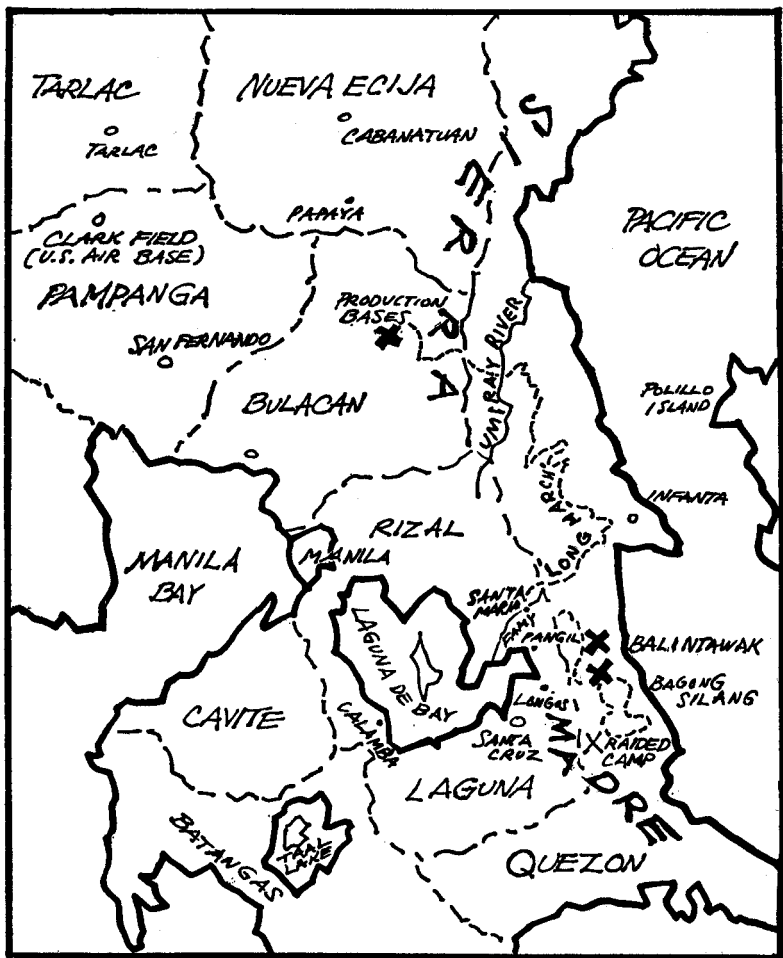 TARLAC
TARLAC
NUEVA ECIJA
CABANATUAN
PAPAYA
SIERRA
PACIFIC
OCEAN
CLARK FIELD
(U.S. AIR BASE)
PAMPANGA
SAN FERNANDO
PRODUCTION
BASES
UMIRAY RIVER
BULACAN
POLILLO
ISLAND
LONG MARCH
INFANTA
RIZAL
MANILA
MANILA
BAY
SANTA
MARIA
FAMY
PANGIL
LAGUNA DE BAY
BALINTAWAK
BAGONG
SILANG
LONGOS
CAVITE
CALAMBA
SANTA
CRUZ
RAIDED
CAMP
MADRE
LAGUNA
BATANGAS
TAAL
LAKE
QUEZON